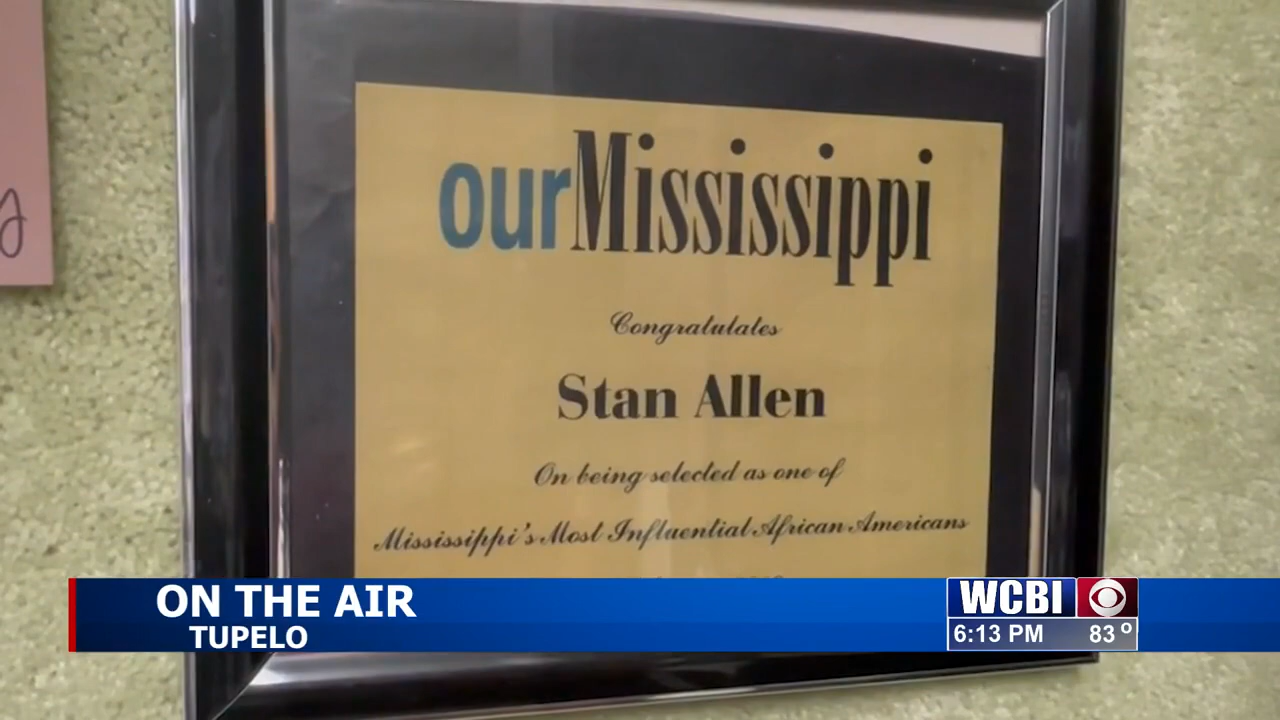 ourMississippi
Congratulates
Stan Allen
On being selected as one of
Mississippi's Most Influential African Americans
ON THE AIR
TUPELO
WCBI
6:13 PM 83°